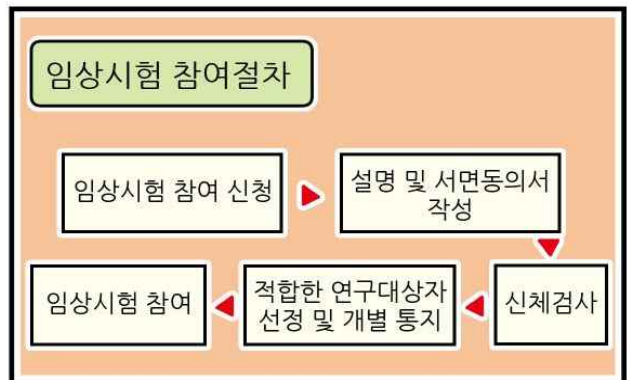 임상시험 참여절차
임상시험 참여 신청
설명 및 서면동의서
작성
신체검사
적합한 연구대상자
선정 및 개별 통지
임상시험 참여